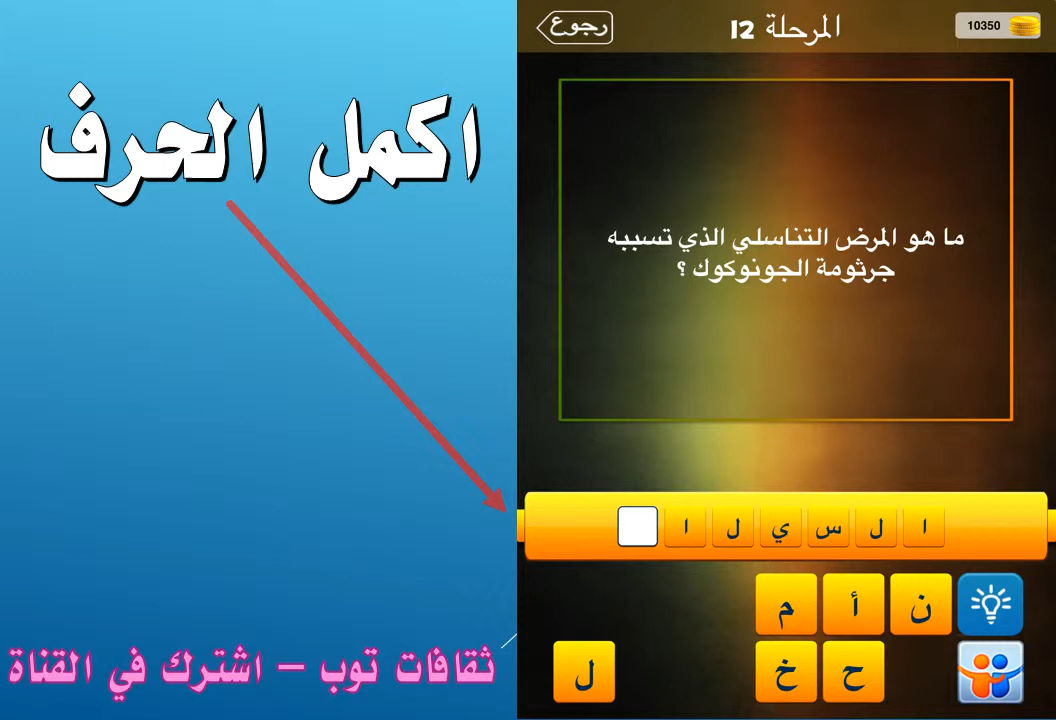 اكمل الحرف
ثقافات توب – اشترك في القناة
رجوع
المرحلة 12
10350
ما هو المرض التناسلي الذي تسببه
جرثومة الجونوكوك ؟
ا ل س ي ل ا
ن أ م
ح خ ل